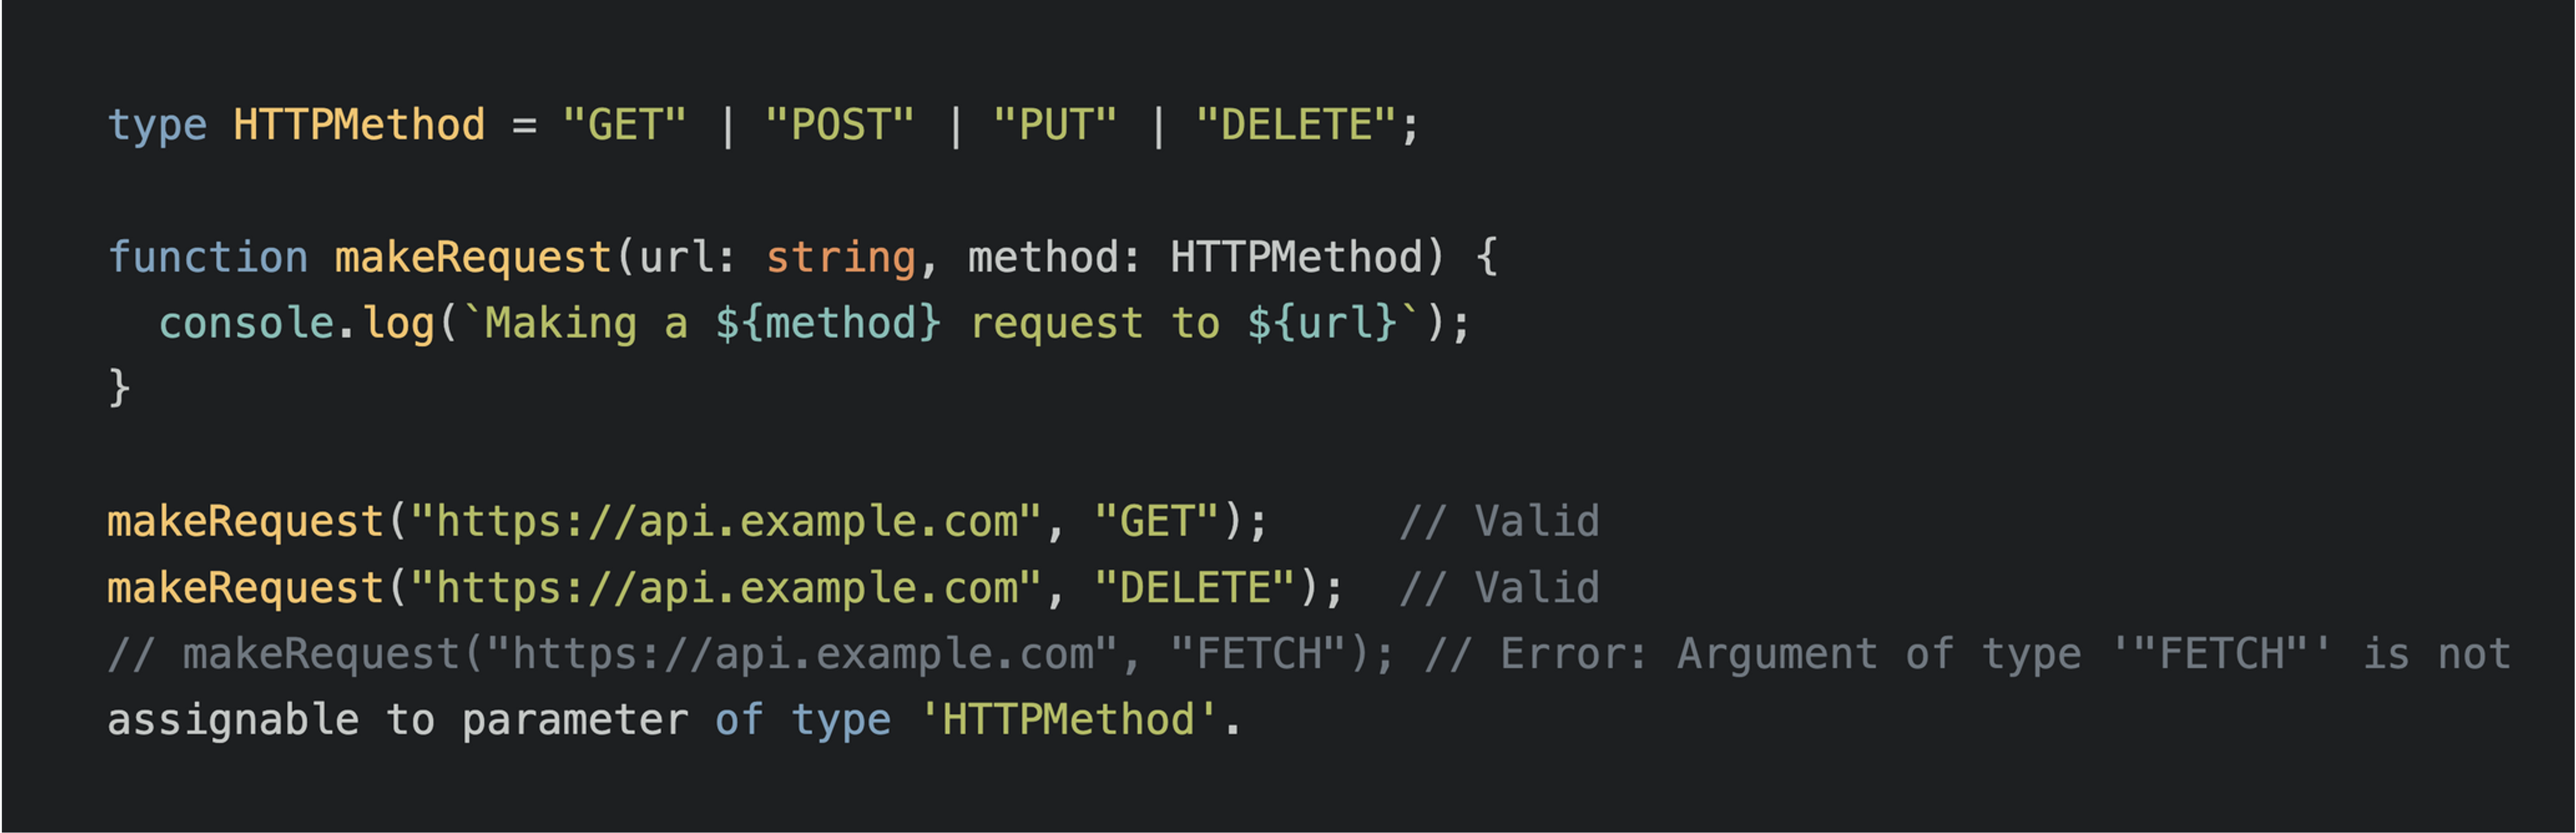 type HTTPMethod = "GET" | "POST" | "PUT" | "DELETE";
function makeRequest(url: string, method: HTTPMethod) {
  console.log(`Making a ${method} request to ${url}`);
}
makeRequest("https://api.example.com", "GET");     // Valid
makeRequest("https://api.example.com", "DELETE");  // Valid
// makeRequest("https://api.example.com", "FETCH"); // Error: Argument of type '"FETCH"' is not
assignable to parameter of type 'HTTPMethod'.